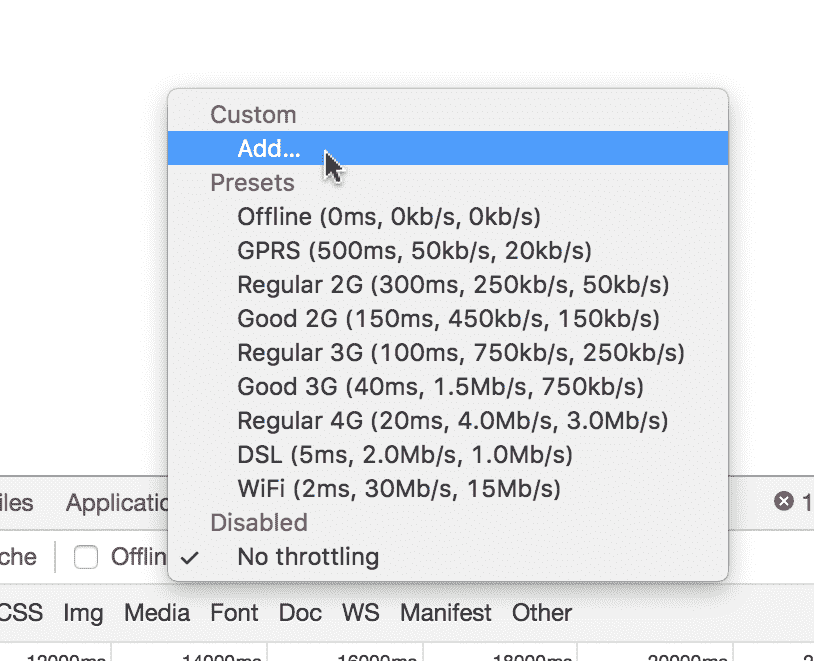 Custom
Add...
Presets
Offline (0ms, 0kb/s, 0kb/s)
GPRS (500ms, 50kb/s, 20kb/s)
Regular 2G (300ms, 250kb/s, 50kb/s)
Good 2G (150ms, 450kb/s, 150kb/s)
Regular 3G (100ms, 750kb/s, 250kb/s)
Good 3G (40ms, 1.5Mb/s, 750kb/s)
Regular 4G (20ms, 4.0Mb/s, 3.0Mb/s)
DSL (5ms, 2.0Mb/s, 1.0Mb/s)
WiFi (2ms, 30Mb/s, 15Mb/s)
Disabled
No throttling
iles Applicatio 1
che Offlin
CSS Img Media Font Doc WS Manifest Other
12000ms 14000ms 16000ms 18000ms 20000ms